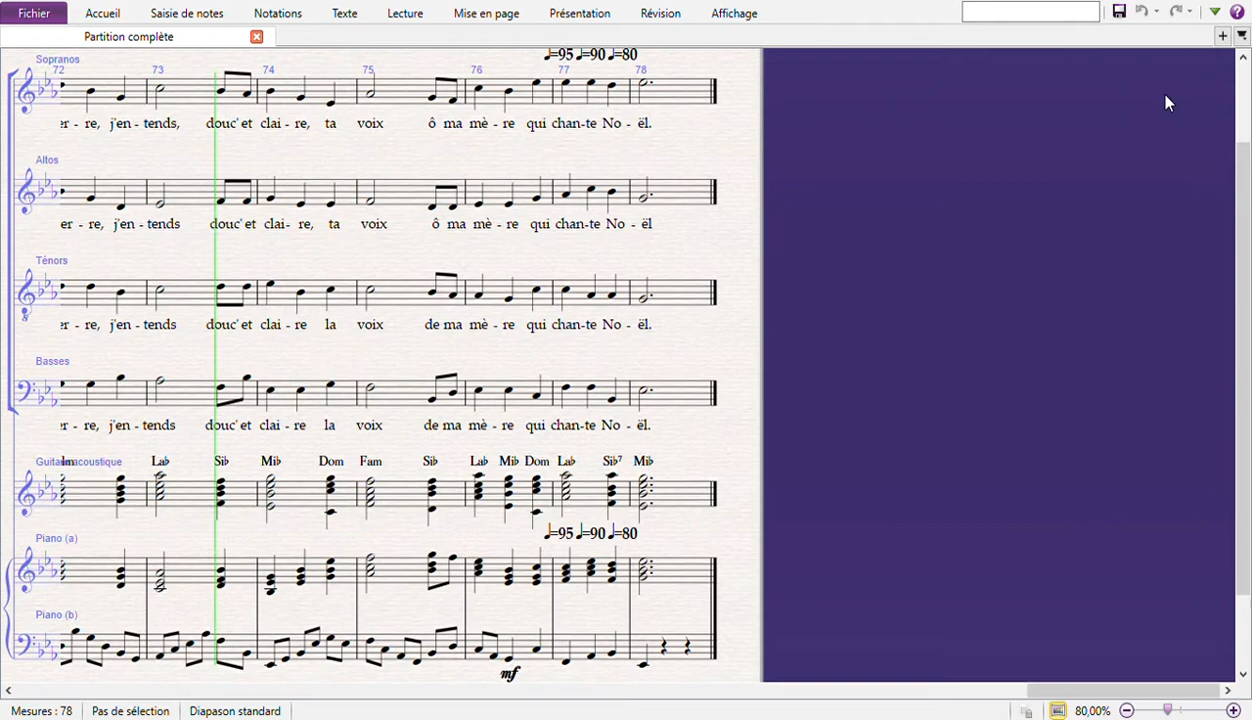 Fichier Accueil Saisie de notes Notations Texte Lecture Mise en page Présentation Révision Affichage
Partition complète
♩=95 ♩=90 ♩=80
Sopranos
72 73 74 75 76 77 78
er - re, j'en - tends, douc' et clai - re, ta voix ô ma mè - re qui chan - te No - ël.
Altos
er - re, j'en - tends douc' et clai - re, ta voix ô ma mè - re qui chan - te No - ël
Ténors
er - re, j'en - tends douc' et clai - re la voix de ma mè - re qui chan - te No - ël.
Basses
er - re, j'en - tends douc' et clai - re la voix de ma mè - re qui chan - te No - ël.
Guitare acoustique Lab Sib Mib Dom Fam Sib Lab Mib Dom Lab Sib7 Mib
♩=95 ♩=90 ♩=80
Piano (a)
Piano (b)
mf
Mesures : 78 Pas de sélection Diapason standard 80,00%